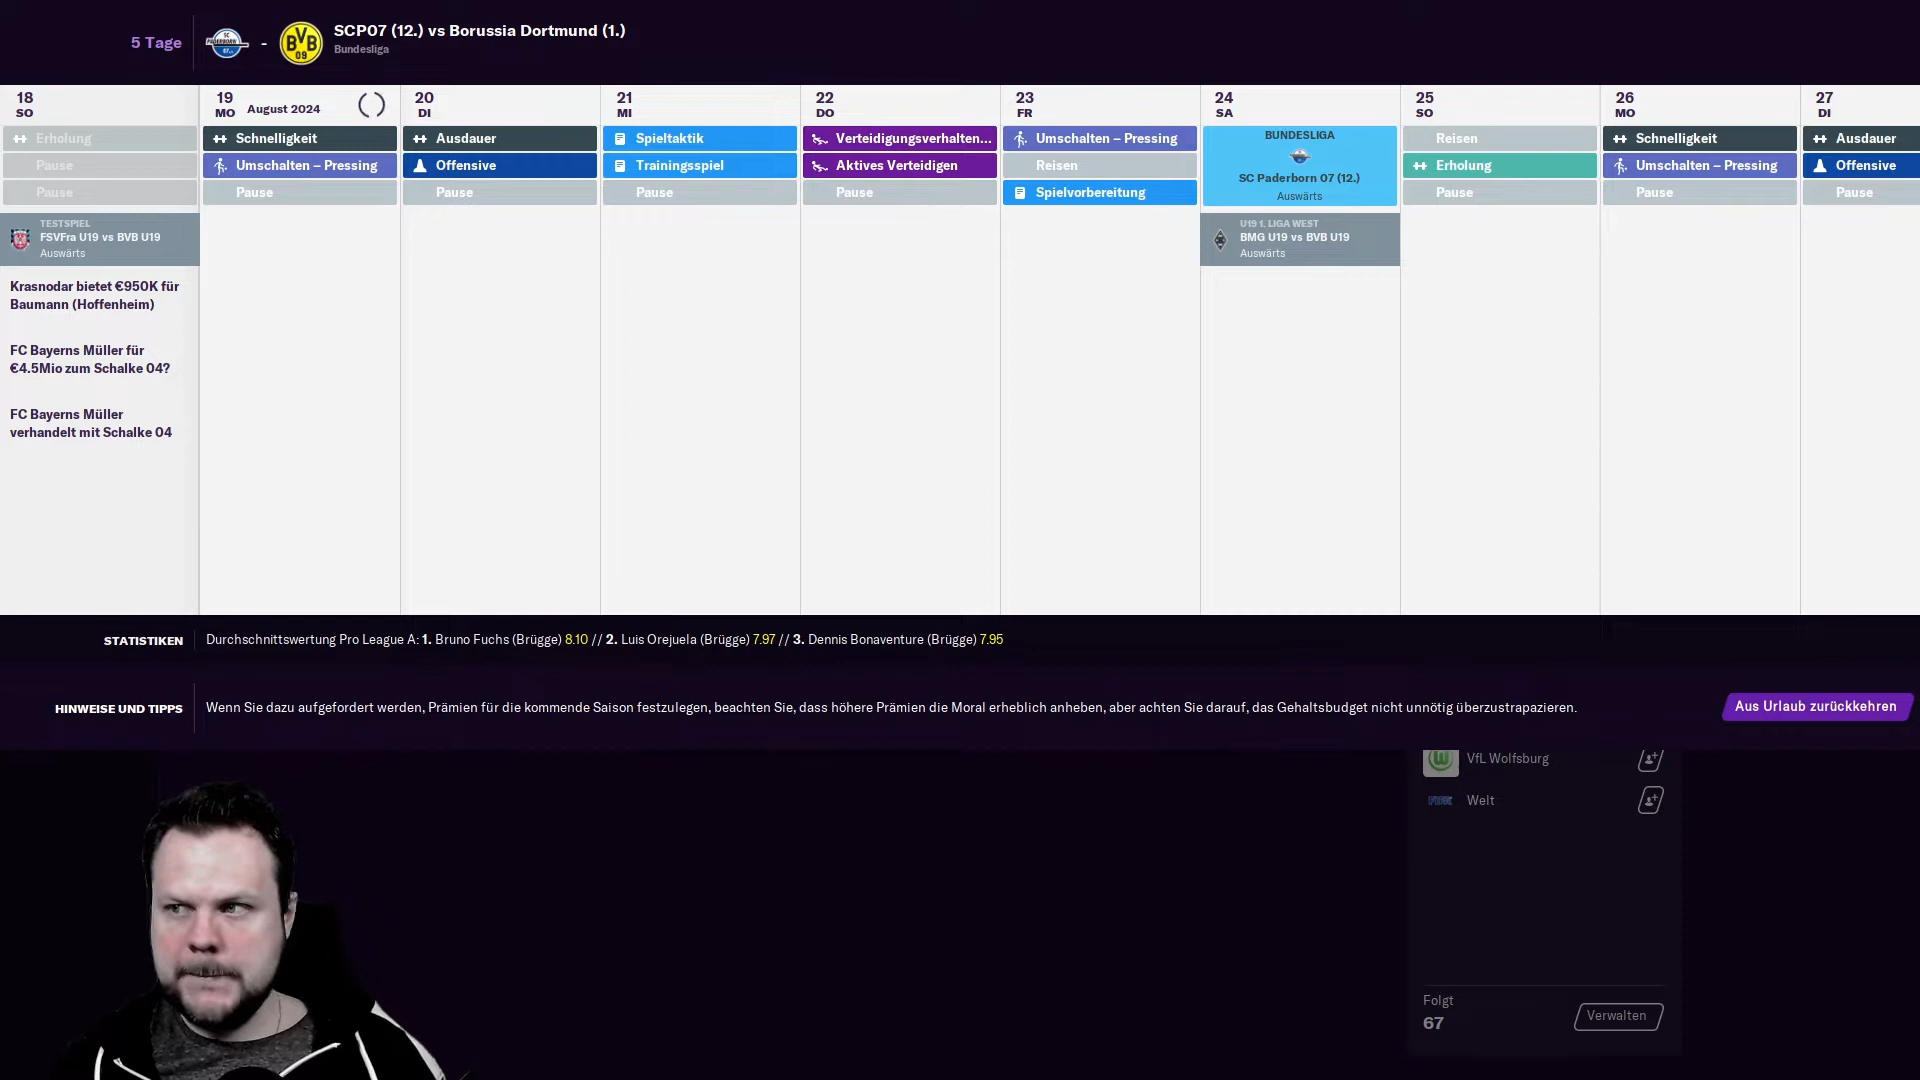 5 Tage
SCP07 (12.) vs Borussia Dortmund (1.)
Bundesliga
BVB
09
18
SO
Erholung
Pause
Pause
TESTSPIEL
FSVFra U19 vs BVB U19
Auswärts
Krasnodar bietet €950K für
Baumann (Hoffenheim)
FC Bayerns Müller für
€4.5Mio zum Schalke 04?
FC Bayerns Müller
verhandelt mit Schalke 04
19
MO August 2024
Schnelligkeit
Umschalten – Pressing
Pause
20
DI
Ausdauer
Offensive
Pause
21
MI
Spieltaktik
Trainingsspiel
Pause
22
DO
Verteidigungsverhalten...
Aktives Verteidigen
Pause
23
FR
Umschalten – Pressing
Reisen
Spielvorbereitung
24
SA
BUNDESLIGA
SC Paderborn 07 (12.)
Auswärts
U19 1. LIGA WEST
BMG U19 vs BVB U19
Auswärts
25
SO
Reisen
Erholung
Pause
26
MO
Schnelligkeit
Umschalten – Pressing
Pause
27
DI
Ausdauer
Offensive
Pause
STATISTIKEN
Durchschnittswertung Pro League A: 1. Bruno Fuchs (Brügge) 8.10 // 2. Luis Orejuela (Brügge) 7.97 // 3. Dennis Bonaventure (Brügge) 7.95
HINWEISE UND TIPPS
Wenn Sie dazu aufgefordert werden, Prämien für die kommende Saison festzulegen, beachten Sie, dass höhere Prämien die Moral erheblich anheben, aber achten Sie darauf, das Gehaltsbudget nicht unnötig überzustrapazieren.
Aus Urlaub zurückkehren
VfL Wolfsburg
Welt
Folgt
67
Verwalten